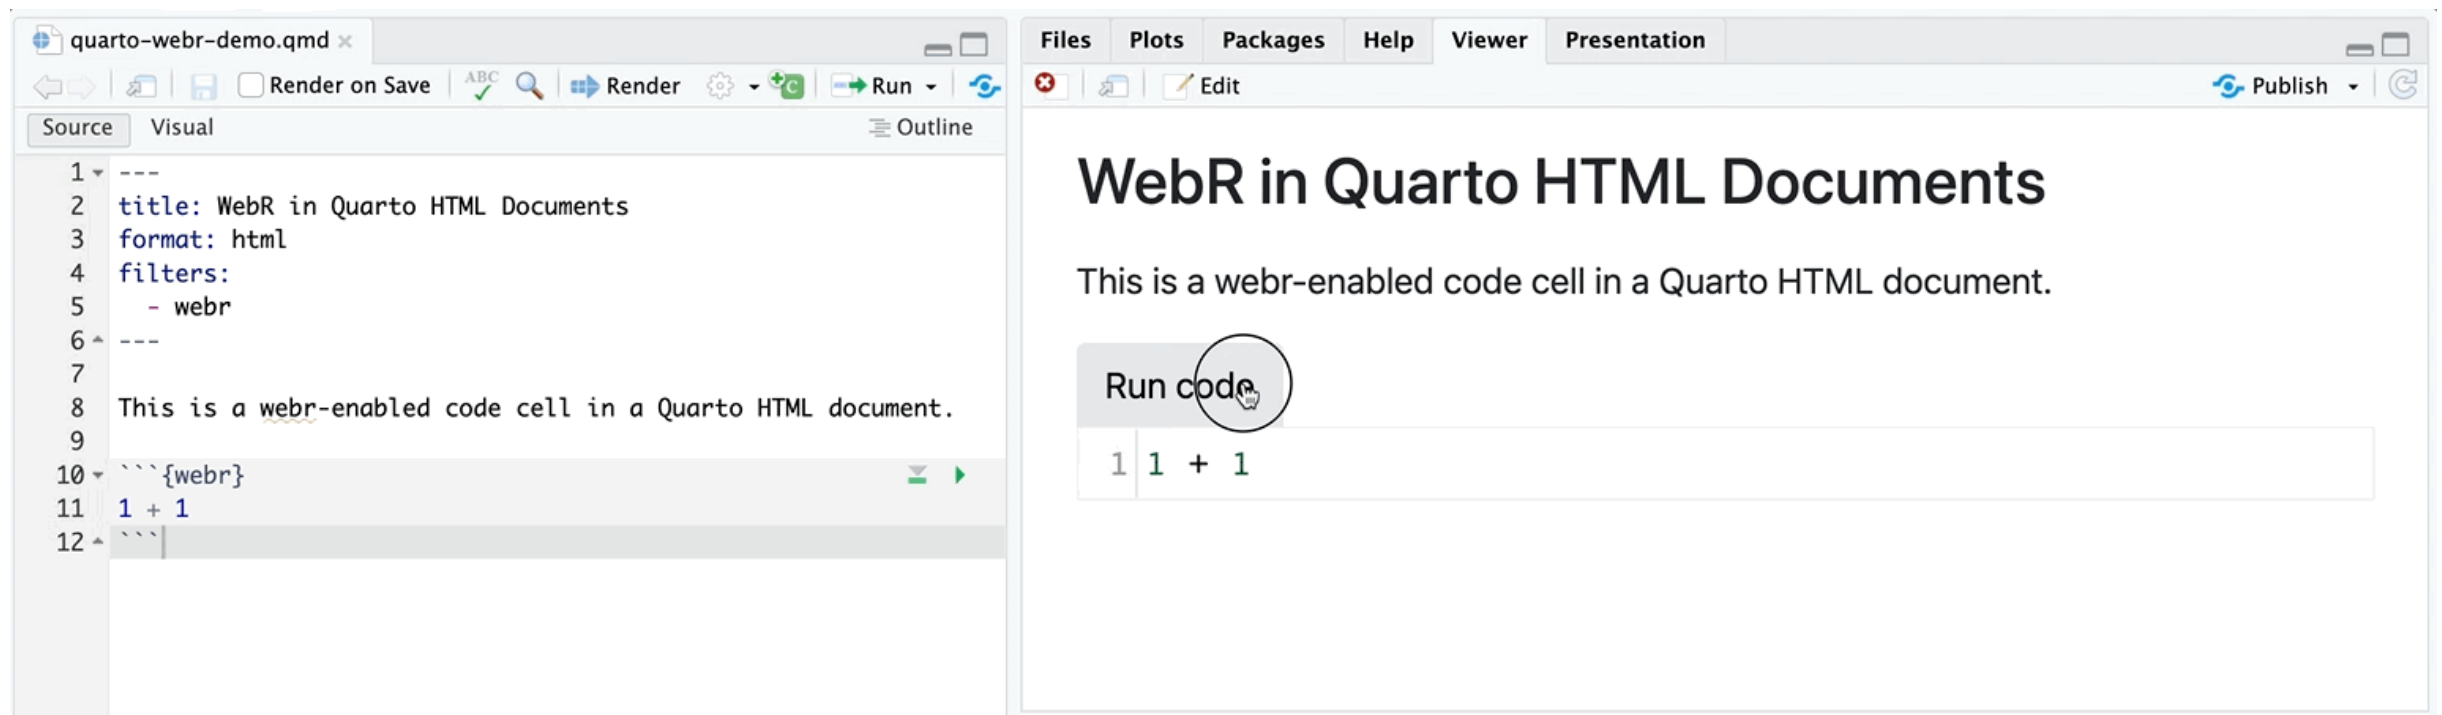 quarto-webr-demo.qmd
Render on Save ABC Render Run
Source Visual Outline
1 ---
2 title: WebR in Quarto HTML Documents
3 format: html
4 filters:
5   - webr
6 ---
7
8 This is a webr-enabled code cell in a Quarto HTML document.
9
10 ```{webr}
11 1 + 1
12 ```
Files Plots Packages Help Viewer Presentation
Edit Publish
WebR in Quarto HTML Documents
This is a webr-enabled code cell in a Quarto HTML document.
Run code
1 1 + 1